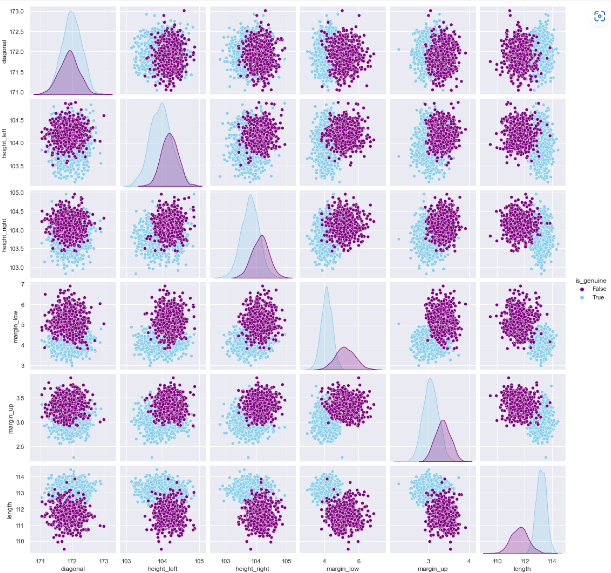 173.0
172.5
172.0
171.5
171.0
diagonal
104.5
104.0
103.5
height_left
105.0
104.5
104.0
103.5
103.0
height_right
is_genuine
False
True
7
6
5
4
3
margin_low
3.5
3.0
2.5
margin_up
114
113
112
111
110
length
171 172 173 103 104 105 103 104 105 4 6 3 4 110 112 114
diagonal height_left height_right margin_low margin_up length